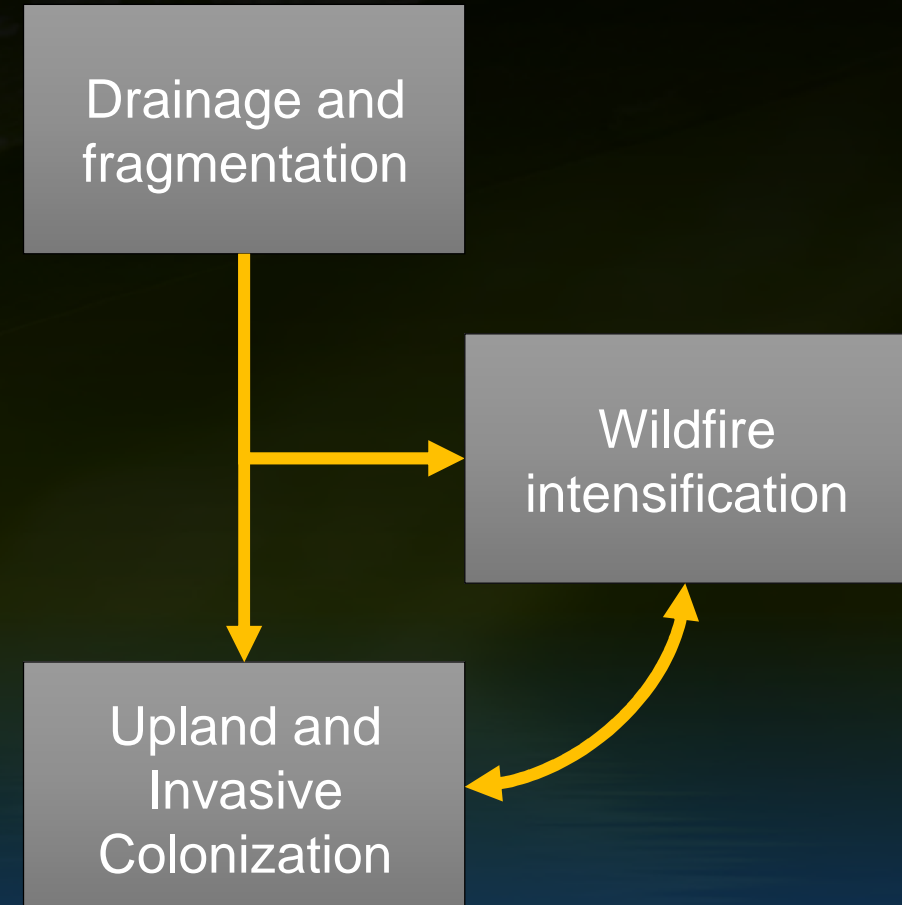 Drainage and
fragmentation
Wildfire
intensification
Upland and
Invasive
Colonization